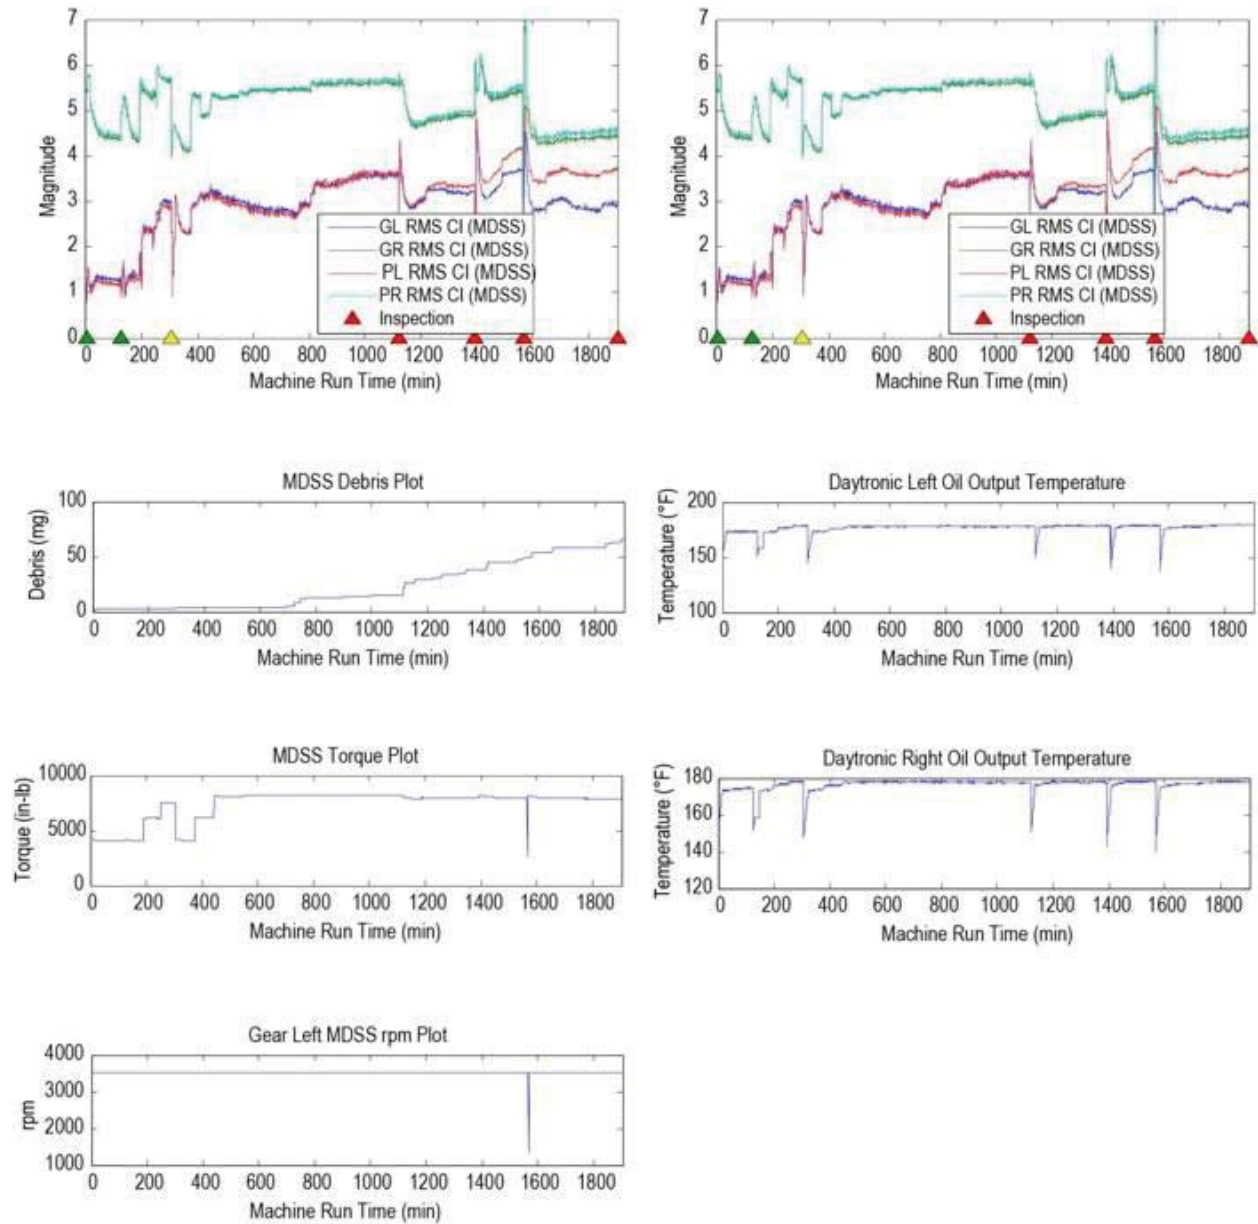 7
6
5
4
3
2
1
0
Magnitude
GL RMS CI (MDSS)
GR RMS CI (MDSS)
PL RMS CI (MDSS)
PR RMS CI (MDSS)
Inspection
0 200 400 600 800 1000 1200 1400 1600 1800
Machine Run Time (min)
7
6
5
4
3
2
1
0
Magnitude
GL RMS CI (MDSS)
GR RMS CI (MDSS)
PL RMS CI (MDSS)
PR RMS CI (MDSS)
Inspection
0 200 400 600 800 1000 1200 1400 1600 1800
Machine Run Time (min)
MDSS Debris Plot
100
50
0
Debris (mg)
0 200 400 600 800 1000 1200 1400 1600 1800
Machine Run Time (min)
Daytronic Left Oil Output Temperature
200
150
100
Temperature (°F)
0 200 400 600 800 1000 1200 1400 1600 1800
Machine Run Time (min)
MDSS Torque Plot
10000
5000
0
Torque (in-lb)
0 200 400 600 800 1000 1200 1400 1600 1800
Machine Run Time (min)
Daytronic Right Oil Output Temperature
180
160
140
120
Temperature (°F)
0 200 400 600 800 1000 1200 1400 1600 1800
Machine Run Time (min)
Gear Left MDSS rpm Plot
4000
3000
2000
1000
rpm
0 200 400 600 800 1000 1200 1400 1600 1800
Machine Run Time (min)